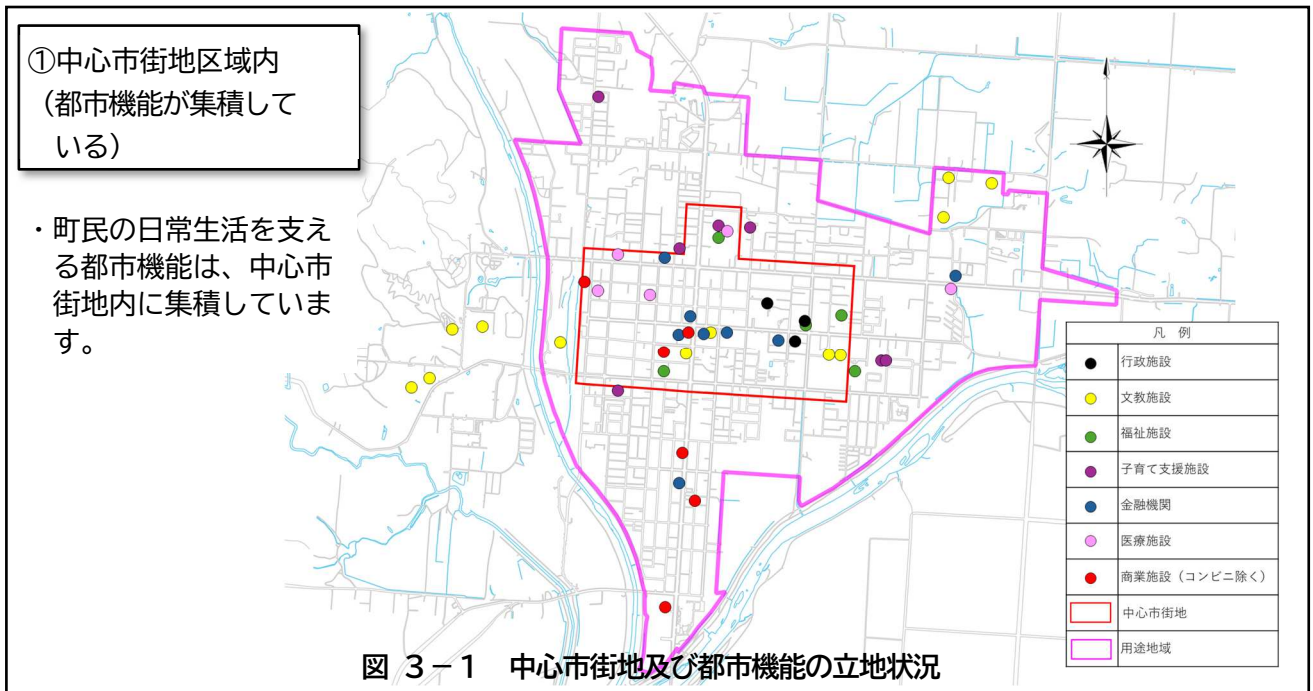 ①中心市街地区域内
（都市機能が集積して
いる）
・町民の日常生活を支え
る都市機能は、中心市
街地内に集積していま
す。
凡 例
行政施設
文教施設
福祉施設
子育て支援施設
金融機関
医療施設
商業施設（コンビニ除く）
中心市街地
用途地域
図 3－1 中心市街地及び都市機能の立地状況